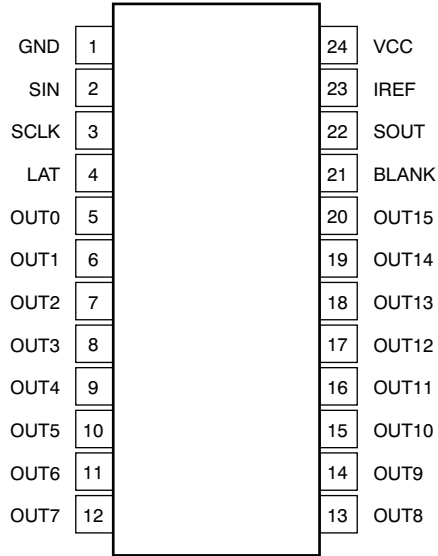 GND 1 24 VCC
SIN 2 23 IREF
SCLK 3 22 SOUT
LAT 4 21 BLANK
OUT0 5 20 OUT15
OUT1 6 19 OUT14
OUT2 7 18 OUT13
OUT3 8 17 OUT12
OUT4 9 16 OUT11
OUT5 10 15 OUT10
OUT6 11 14 OUT9
OUT7 12 13 OUT8